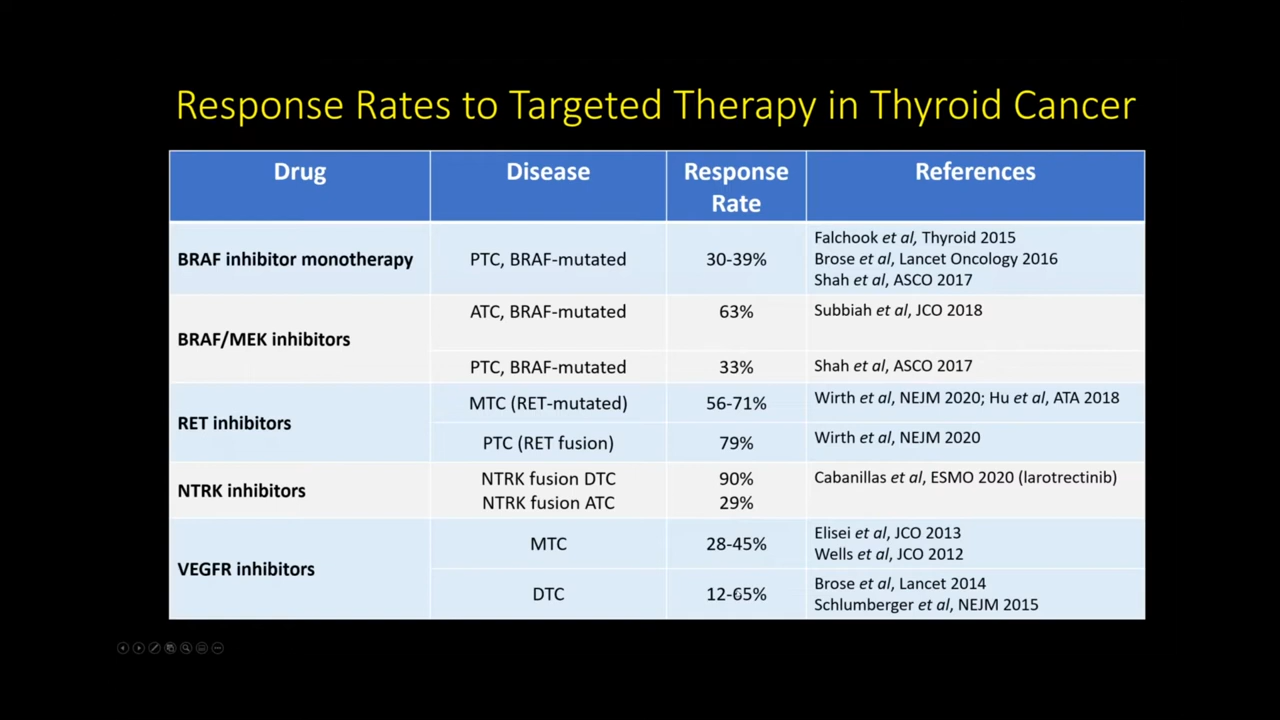 Response Rates to Targeted Therapy in Thyroid Cancer
Drug
Disease
Response
Rate
References
BRAF inhibitor monotherapy
PTC, BRAF-mutated
30-39%
Falchook et al, Thyroid 2015
Brose et al, Lancet Oncology 2016
Shah et al, ASCO 2017
BRAF/MEK inhibitors
ATC, BRAF-mutated
63%
Subbiah et al, JCO 2018
PTC, BRAF-mutated
33%
Shah et al, ASCO 2017
RET inhibitors
MTC (RET-mutated)
56-71%
Wirth et al, NEJM 2020; Hu et al, ATA 2018
PTC (RET fusion)
79%
Wirth et al, NEJM 2020
NTRK inhibitors
NTRK fusion DTC
90%
Cabanillas et al, ESMO 2020 (larotrectinib)
NTRK fusion ATC
29%
VEGFR inhibitors
MTC
28-45%
Elisei et al, JCO 2013
Wells et al, JCO 2012
DTC
12-65%
Brose et al, Lancet 2014
Schlumberger et al, NEJM 2015